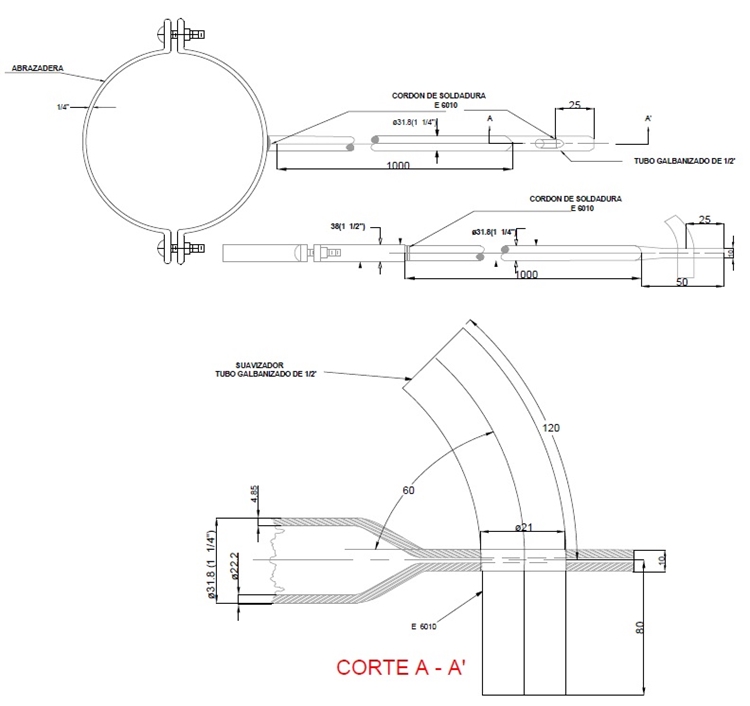 ABRAZADERA
1/4"
CORDON DE SOLDADURA
E 6010
ø31.8(1 1/4")
A
25
A'
TUBO GALBANIZADO DE 1/2'
1000
CORDON DE SOLDADURA
E 6010
38(1 1/2")
ø31.8(1 1/4")
25
10
1000
50
SUAVIZADOR
TUBO GALBANIZADO DE 1/2'
120
60
4.85
ø21
ø31.8 (1 1/4")
ø22.2
10
E 6010
80
CORTE A - A'